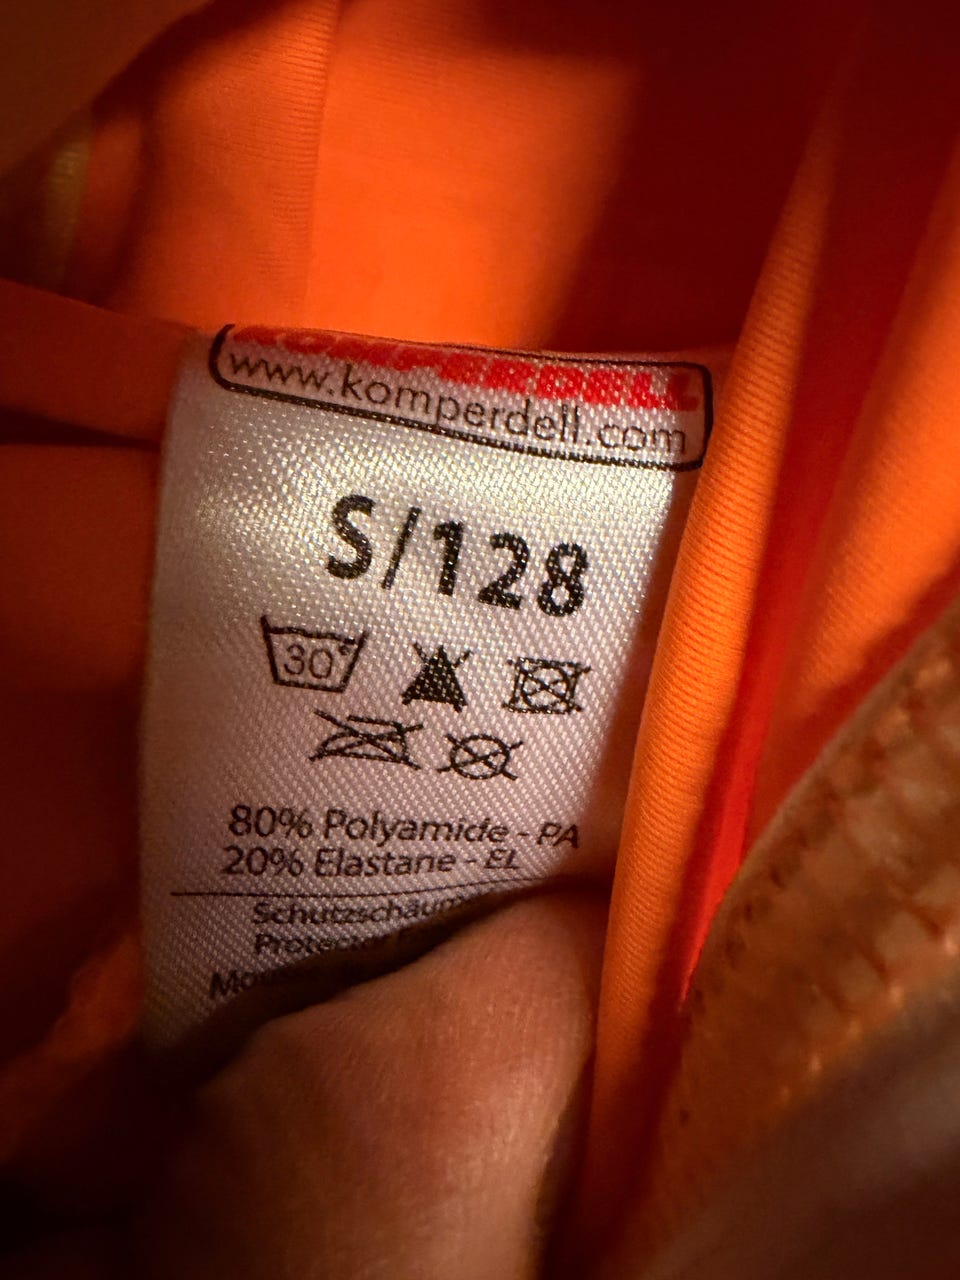 KOMPERDELL
www.komperdell.com
S/128
30°
80% Polyamide - PA
20% Elastane - EL